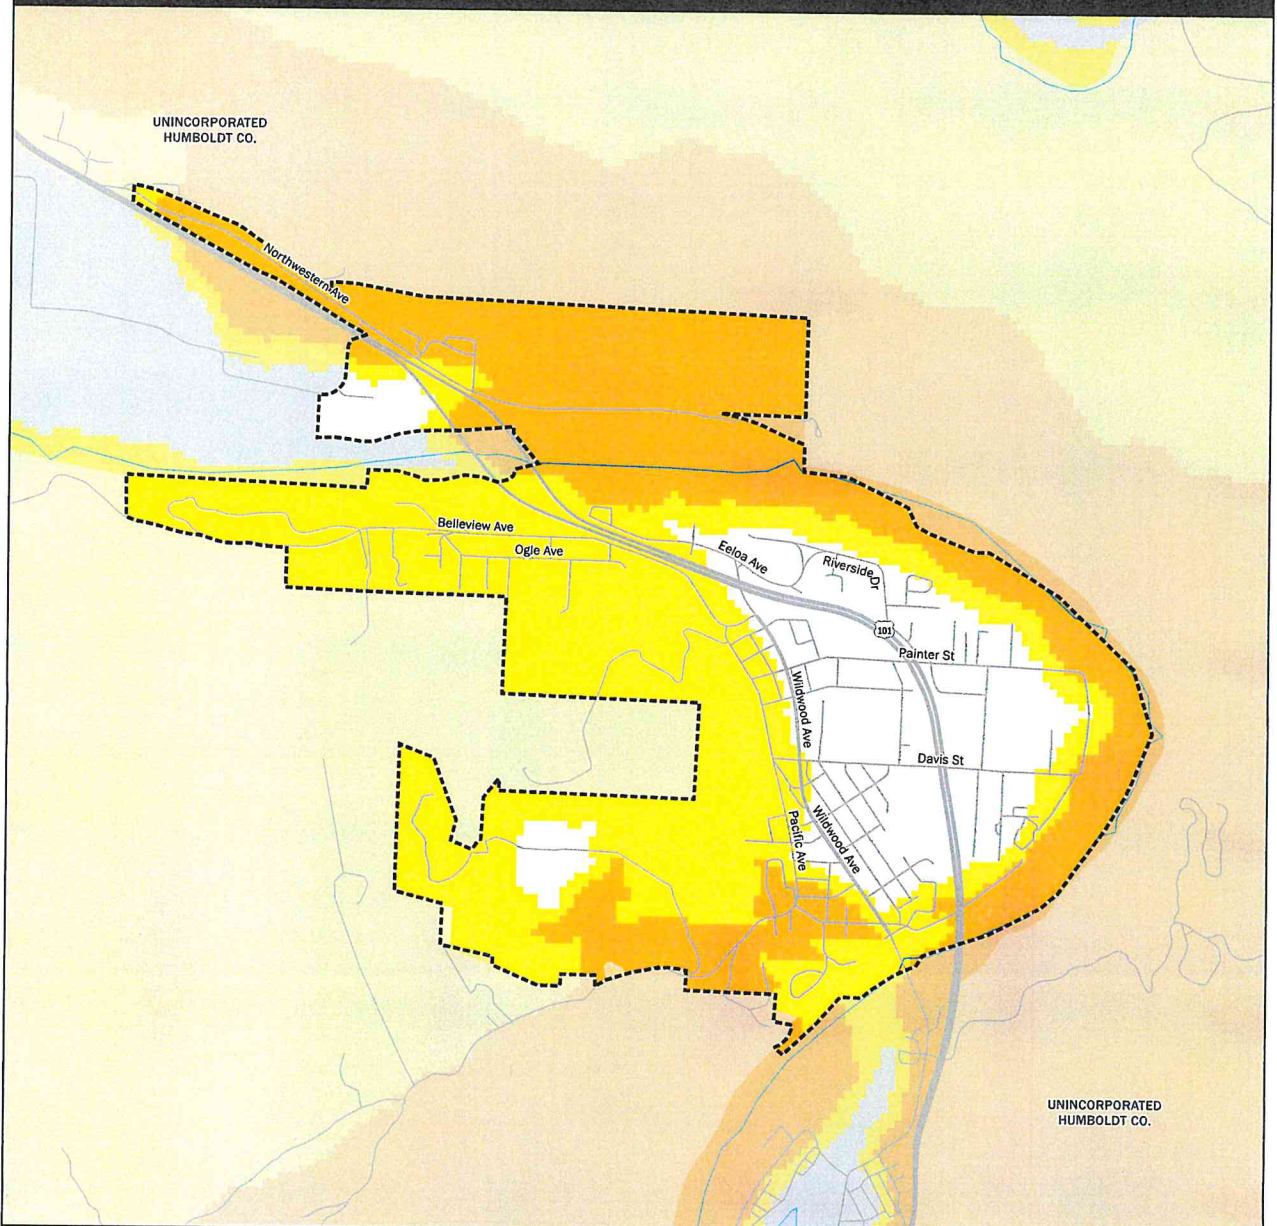 UNINCORPORATED
HUMBOLDT CO.
Northwestern Ave
Belleview Ave
Ogle Ave
Eeloa Ave
Riverside Dr
101
Painter St
Wildwood Ave
Davis St
Pacific Ave
Wildwood Ave
UNINCORPORATED
HUMBOLDT CO.